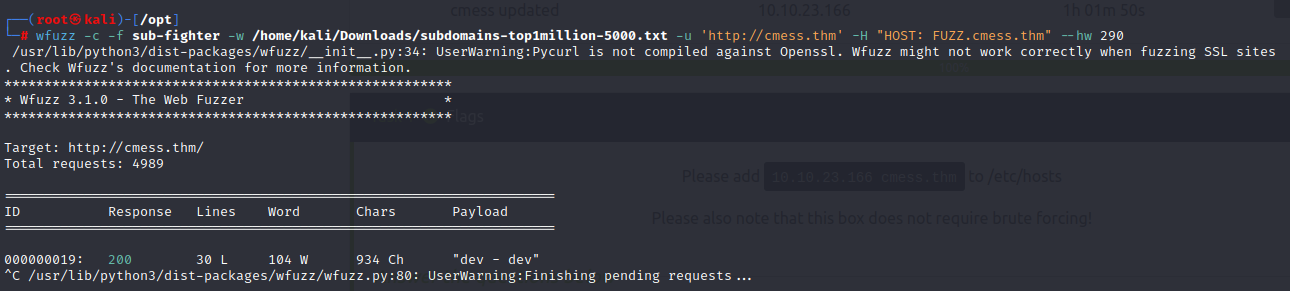 cmess updated 10.10.23.166 1h 01m 50s
┌──(root㉿kali)-[/opt]
└─# wfuzz -c -f sub-fighter -w /home/kali/Downloads/subdomains-top1million-5000.txt -u 'http://cmess.thm' -H "HOST: FUZZ.cmess.thm" --hw 290
/usr/lib/python3/dist-packages/wfuzz/__init__.py:34: UserWarning:Pycurl is not compiled against Openssl. Wfuzz might not work correctly when fuzzing SSL sites
. Check Wfuzz's documentation for more information.
********************************************************
* Wfuzz 3.1.0 - The Web Fuzzer *
********************************************************
lags
Target: http://cmess.thm/
Total requests: 4989
Please add 10.10.23.166 cmess.thm to /etc/hosts
=====================================================================
ID Response Lines Word Chars Payload
=====================================================================
Please also note that this box does not require brute forcing!
000000019: 200 30 L 104 W 934 Ch "dev - dev"
^C /usr/lib/python3/dist-packages/wfuzz/wfuzz.py:80: UserWarning:Finishing pending requests...